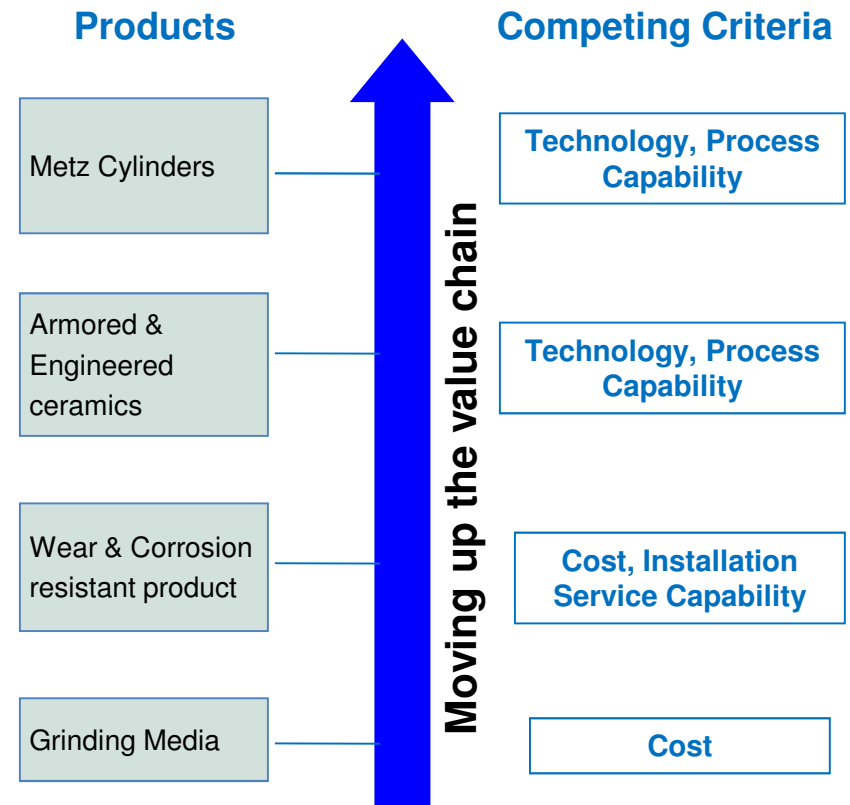 Products
Competing Criteria
Metz Cylinders
Technology, Process
Capability
Armored &
Engineered
ceramics
Technology, Process
Capability
Moving up the value chain
Wear & Corrosion
resistant product
Cost, Installation
Service Capability
Grinding Media
Cost